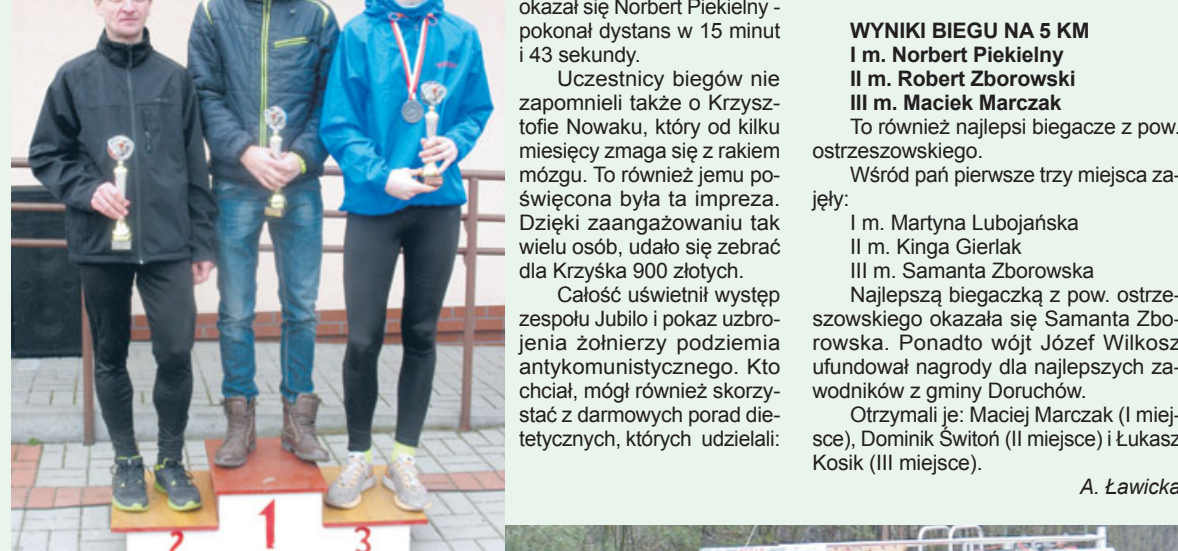 okazał się Norbert Piekielny -
pokonał dystans w 15 minut
i 43 sekundy.
Uczestnicy biegów nie
zapomnieli także o Krzysz-
tofie Nowaku, który od kilku
miesięcy zmaga się z rakiem
mózgu. To również jemu po-
święcona była ta impreza.
Dzięki zaangażowaniu tak
wielu osób, udało się zebrać
dla Krzyśka 900 złotych.
Całość uświetnił występ
zespołu Jubilo i pokaz uzbro-
jenia żołnierzy podziemia
antykomunistycznego. Kto
chciał, mógł również skorzy-
stać z darmowych porad die-
tetycznych, których udzielali:
WYNIKI BIEGU NA 5 KM
I m. Norbert Piekielny
II m. Robert Zborowski
III m. Maciek Marczak
To również najlepsi biegacze z pow.
ostrzeszowskiego.
Wśród pań pierwsze trzy miejsca za-
jęły:
I m. Martyna Lubojańska
II m. Kinga Gierlak
III m. Samanta Zborowska
Najlepszą biegaczką z pow. ostrze-
szowskiego okazała się Samanta Zbo-
rowska. Ponadto wójt Józef Wilkosz
ufundował nagrody dla najlepszych za-
wodników z gminy Doruchów.
Otrzymali je: Maciej Marczak (I miej-
sce), Dominik Świtoń (II miejsce) i Łukasz
Kosik (III miejsce).
A. Ławicka
2
1
3